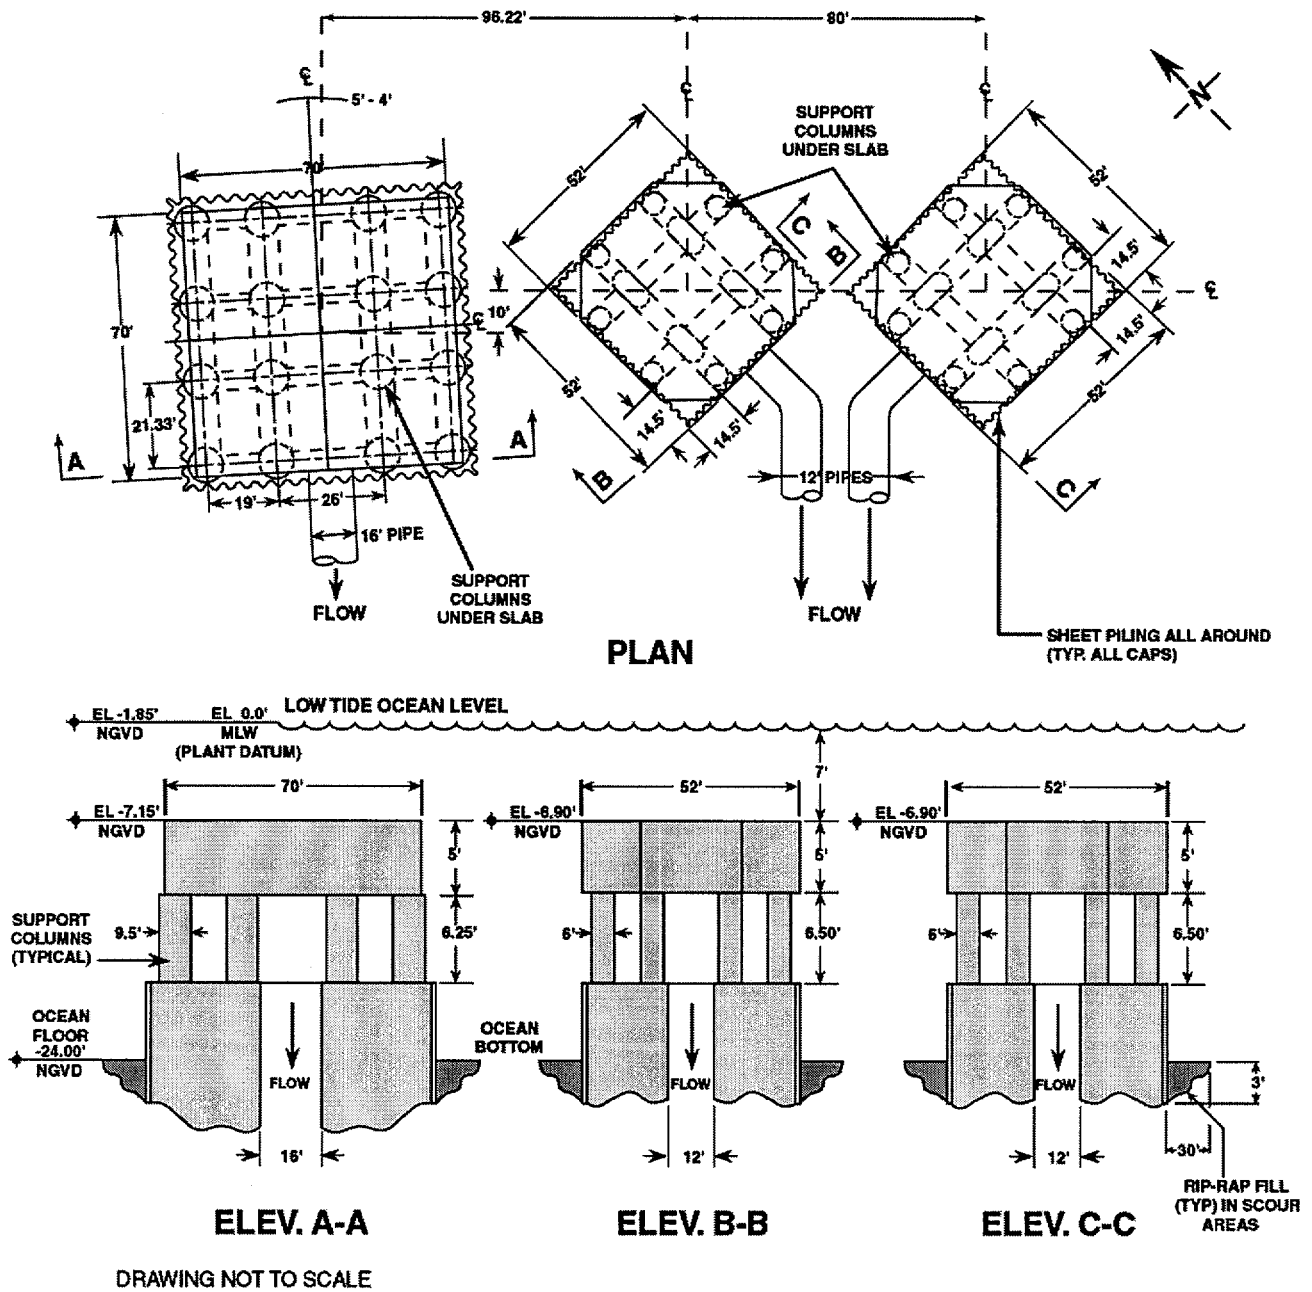 96.22'
80'
℄
5' - 4'
℄
℄
N
70'
52'
SUPPORT
COLUMNS
UNDER SLAB
52'
C
B
14.5'
70'
10'
℄
℄
14.5'
21.33'
52'
52'
14.5'
14.5'
A
A
19'
26'
B
12' PIPES
C
16' PIPE
FLOW
SUPPORT
COLUMNS
UNDER SLAB
FLOW
SHEET PILING ALL AROUND
(TYP. ALL CAPS)
PLAN
LOW TIDE OCEAN LEVEL
EL -1.85'
NGVD
EL 0.0'
MLW
(PLANT DATUM)
7'
70'
52'
52'
EL -7.15'
NGVD
EL -6.90'
NGVD
EL -6.90'
NGVD
5'
5'
5'
SUPPORT
COLUMNS
(TYPICAL)
9.5'
6.25'
6'
6.50'
6'
6.50'
OCEAN
FLOOR
-24.00'
NGVD
OCEAN
BOTTOM
FLOW
FLOW
FLOW
3'
16'
12'
12'
30'
RIP-RAP FILL
(TYP) IN SCOUR
AREAS
ELEV. A-A
ELEV. B-B
ELEV. C-C
DRAWING NOT TO SCALE